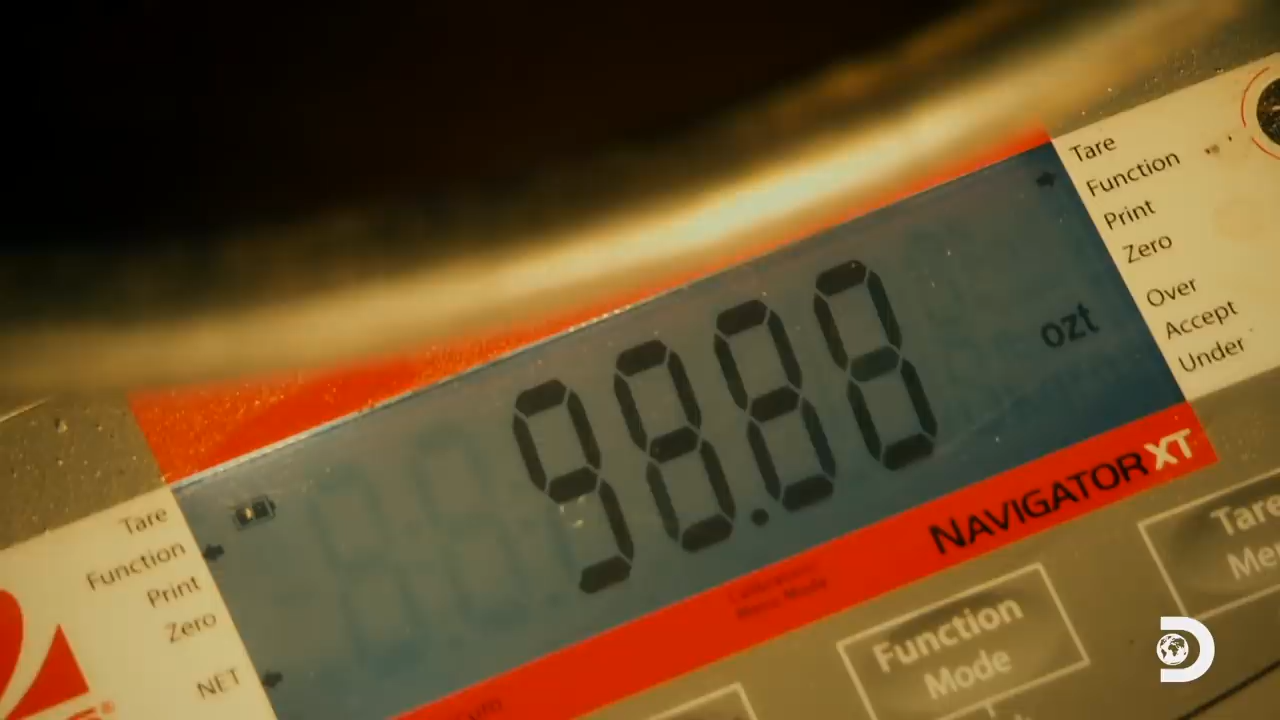 98.88 ozt
NAVIGATOR XT
Tare
Function
Print
Zero
Over
Accept
Under
Tare
Function
Print
Zero
NET
Function
Mode
Tare